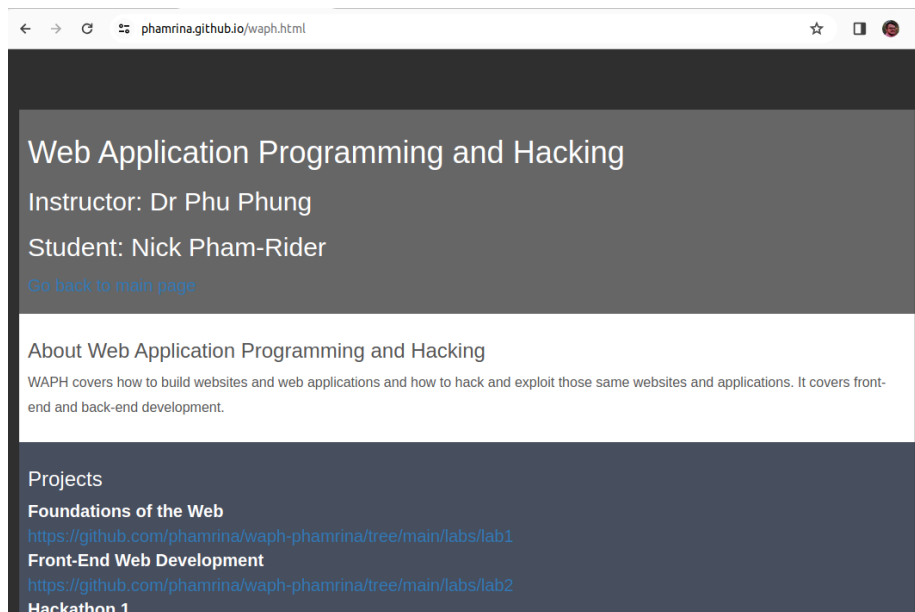 phamrina.github.io/waph.html
Web Application Programming and Hacking
Instructor: Dr Phu Phung
Student: Nick Pham-Rider
Go back to main page
About Web Application Programming and Hacking
WAPH covers how to build websites and web applications and how to hack and exploit those same websites and applications. It covers front-
end and back-end development.
Projects
Foundations of the Web
https://github.com/phamrina/waph-phamrina/tree/main/labs/lab1
Front-End Web Development
https://github.com/phamrina/waph-phamrina/tree/main/labs/lab2
Hackathon 1